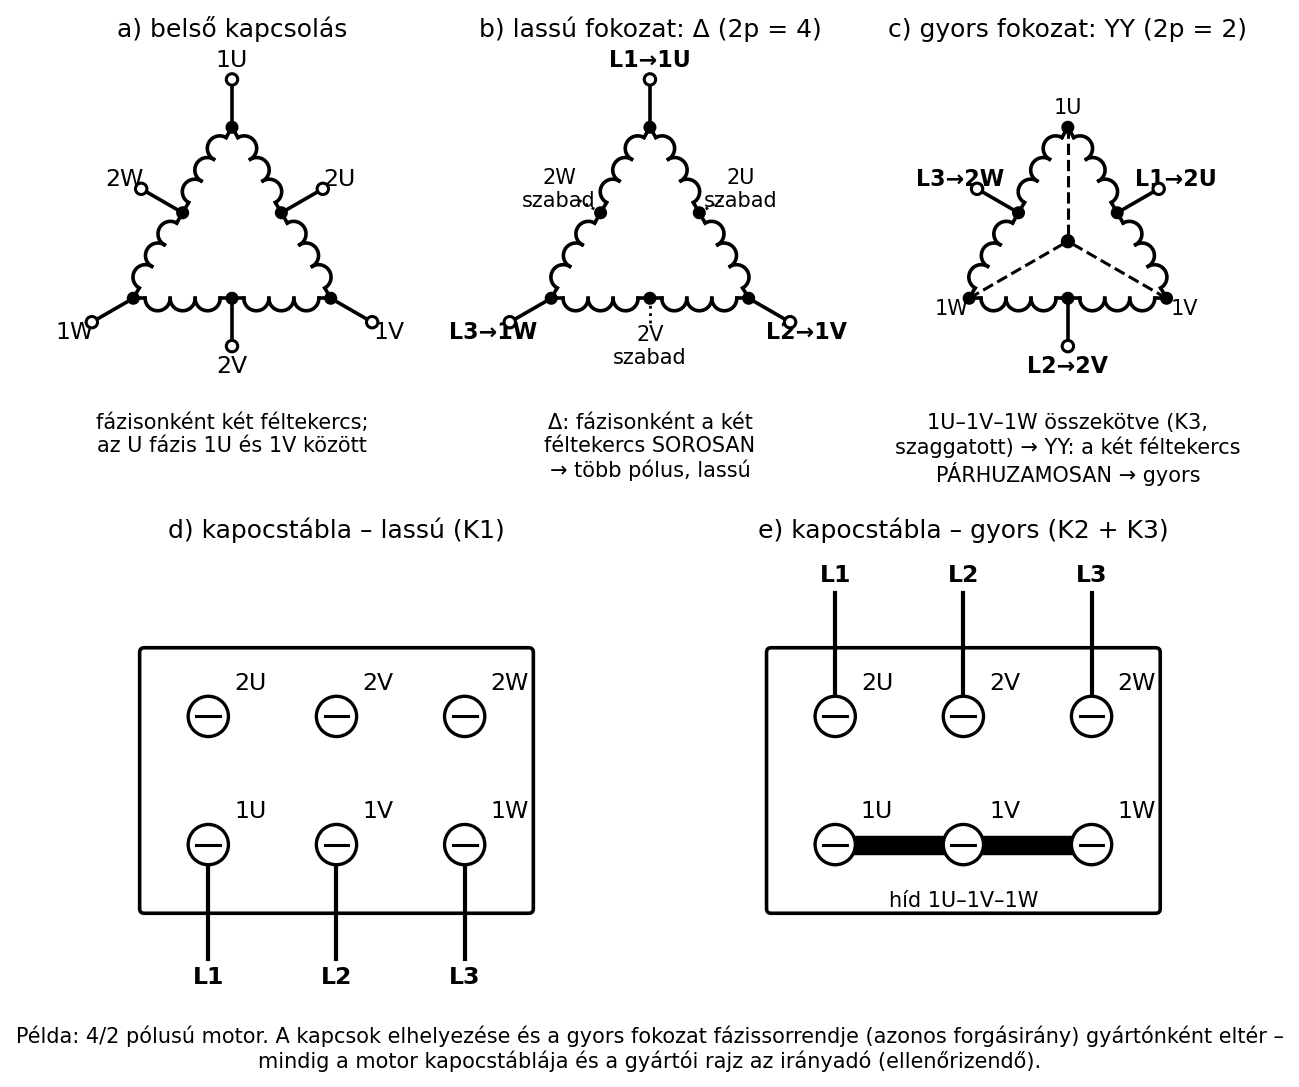 a) belső kapcsolás
1U
2W
2U
1W
1V
2V
fázisonként két féltekercs;
az U fázis 1U és 1V között
b) lassú fokozat: Δ (2p = 4)
L1→1U
2W
szabad
2U
szabad
L3→1W
L2→1V
2V
szabad
Δ: fázisonként a két
féltekercs SOROSAN
→ több pólus, lassú
c) gyors fokozat: YY (2p = 2)
1U
L3→2W
L1→2U
1W
1V
L2→2V
1U–1V–1W összekötve (K3,
szaggatott) → YY: a két féltekercs
PÁRHUZAMOSAN → gyors
d) kapocstábla – lassú (K1)
2U 2V 2W
1U 1V 1W
L1 L2 L3
e) kapocstábla – gyors (K2 + K3)
L1 L2 L3
2U 2V 2W
1U 1V 1W
híd 1U–1V–1W
Példa: 4/2 pólusú motor. A kapcsok elhelyezése és a gyors fokozat fázissorrendje (azonos forgásirány) gyártónként eltér –
mindig a motor kapocstáblája és a gyártói rajz az irányadó (ellenőrizendő).